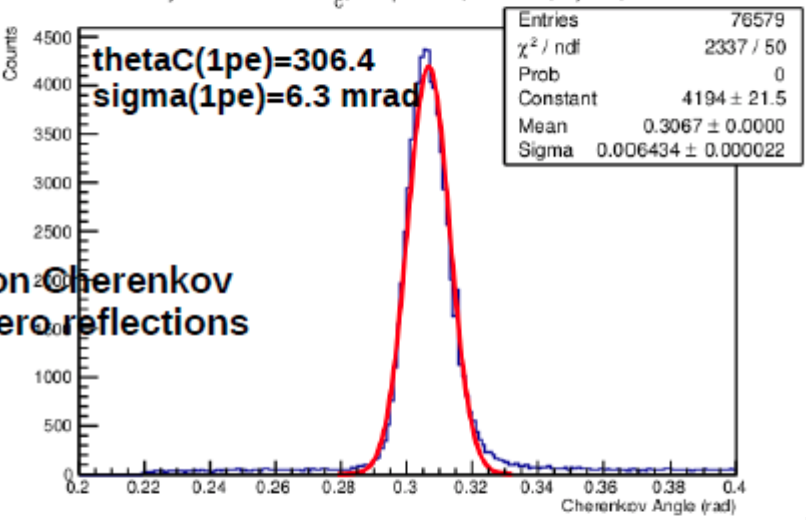 Entries 76579
χ² / ndf 2337 / 50
Prob 0
Constant 4194 ± 21.5
Mean 0.3067 ± 0.0000
Sigma 0.006434 ± 0.000022
thetaC(1pe)=306.4
sigma(1pe)=6.3 mrad
on Cherenkov
ero reflections
Counts
4500
4000
3500
3000
2500
1000
500
0
0.2 0.22 0.24 0.26 0.28 0.3 0.32 0.34 0.36 0.38 0.4
Cherenkov Angle (rad)